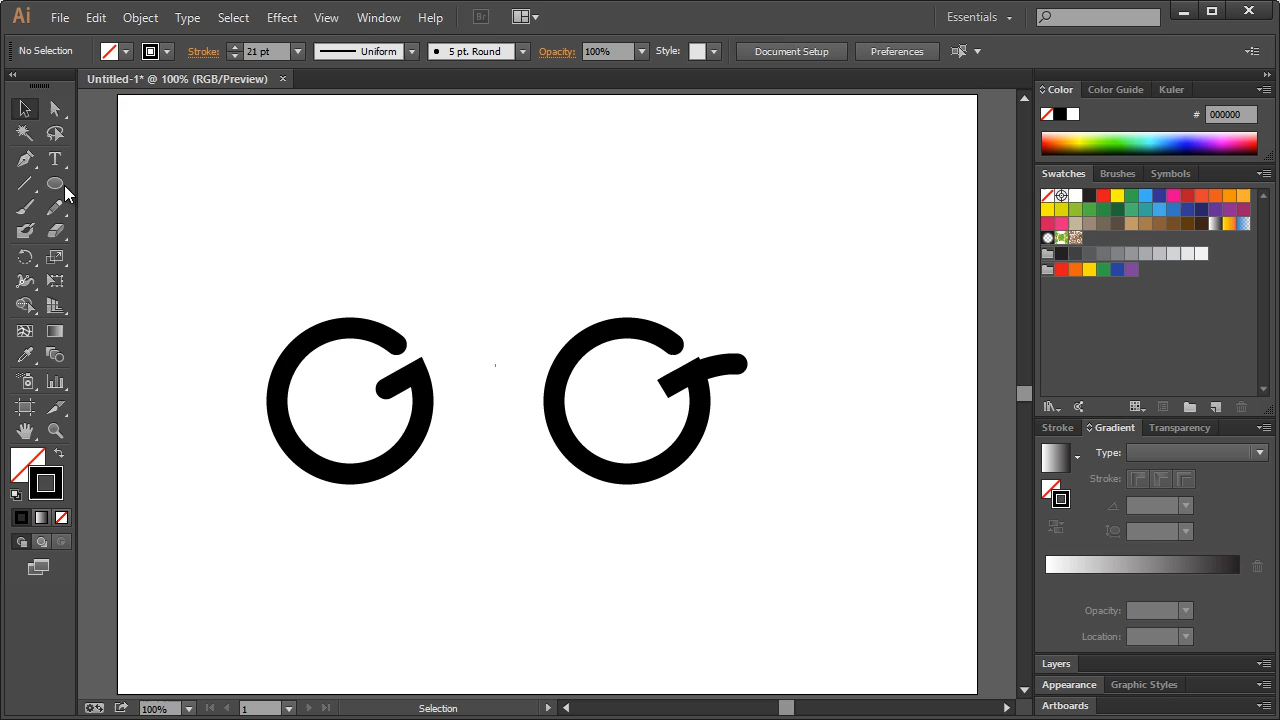 Ai File Edit Object Type Select Effect View Window Help Br Essentials
No Selection Stroke: 21 pt Uniform 5 pt. Round Opacity: 100% Style: Document Setup Preferences
Untitled-1* @ 100% (RGB/Preview)
Color Color Guide Kuler
# 000000
Swatches Brushes Symbols
Stroke Gradient Transparency
Type:
Stroke:
Opacity:
Location:
Layers
Appearance Graphic Styles
Artboards
100% 1 Selection